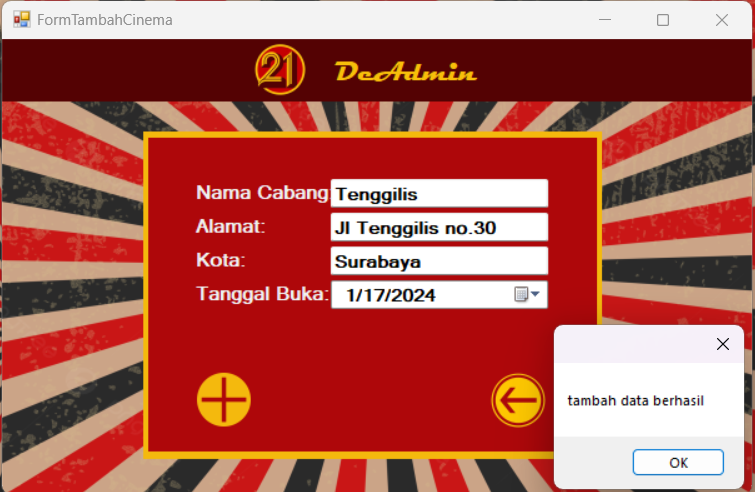 FormTambahCinema
21 DeAdmin
Nama Cabang: Tenggilis
Alamat: Jl Tenggilis no.30
Kota: Surabaya
Tanggal Buka: 1/17/2024
tambah data berhasil
OK